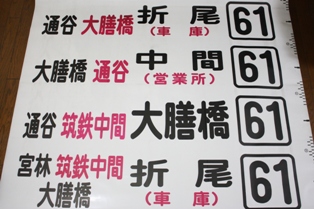 通谷 大膳橋 折尾 (車庫) 61
大膳橋 通谷 中間 (営業所) 61
通谷 筑鉄中間 大膳橋 61
宮林 筑鉄中間 大膳橋 折尾 (車庫) 61